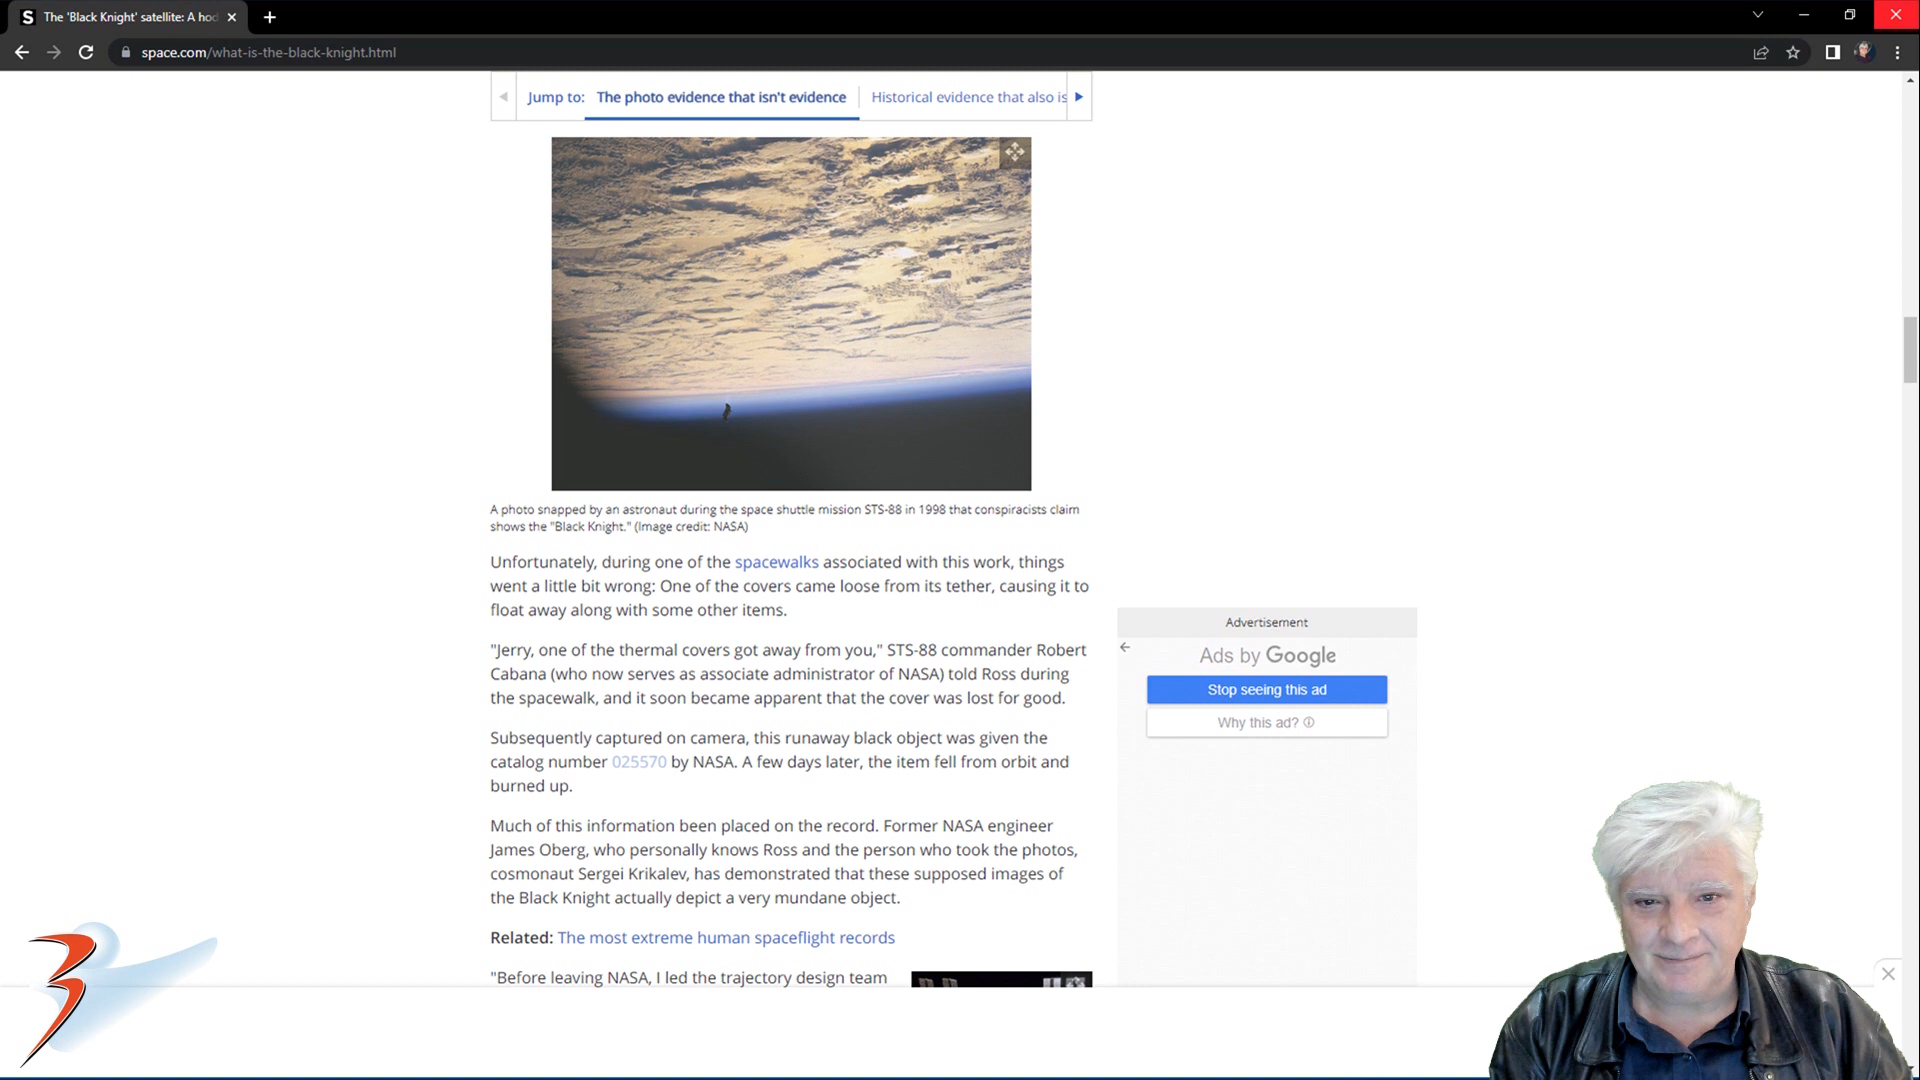 S The 'Black Knight' satellite: A hod
space.com/what-is-the-black-knight.html
Jump to: The photo evidence that isn't evidence Historical evidence that also is
A photo snapped by an astronaut during the space shuttle mission STS-88 in 1998 that conspiracists claim
shows the "Black Knight." (Image credit: NASA)
Unfortunately, during one of the spacewalks associated with this work, things
went a little bit wrong: One of the covers came loose from its tether, causing it to
float away along with some other items.
"Jerry, one of the thermal covers got away from you," STS-88 commander Robert
Cabana (who now serves as associate administrator of NASA) told Ross during
the spacewalk, and it soon became apparent that the cover was lost for good.
Subsequently captured on camera, this runaway black object was given the
catalog number 025570 by NASA. A few days later, the item fell from orbit and
burned up.
Much of this information been placed on the record. Former NASA engineer
James Oberg, who personally knows Ross and the person who took the photos,
cosmonaut Sergei Krikalev, has demonstrated that these supposed images of
the Black Knight actually depict a very mundane object.
Related: The most extreme human spaceflight records
"Before leaving NASA, I led the trajectory design team
Advertisement
Ads by Google
Stop seeing this ad
Why this ad?